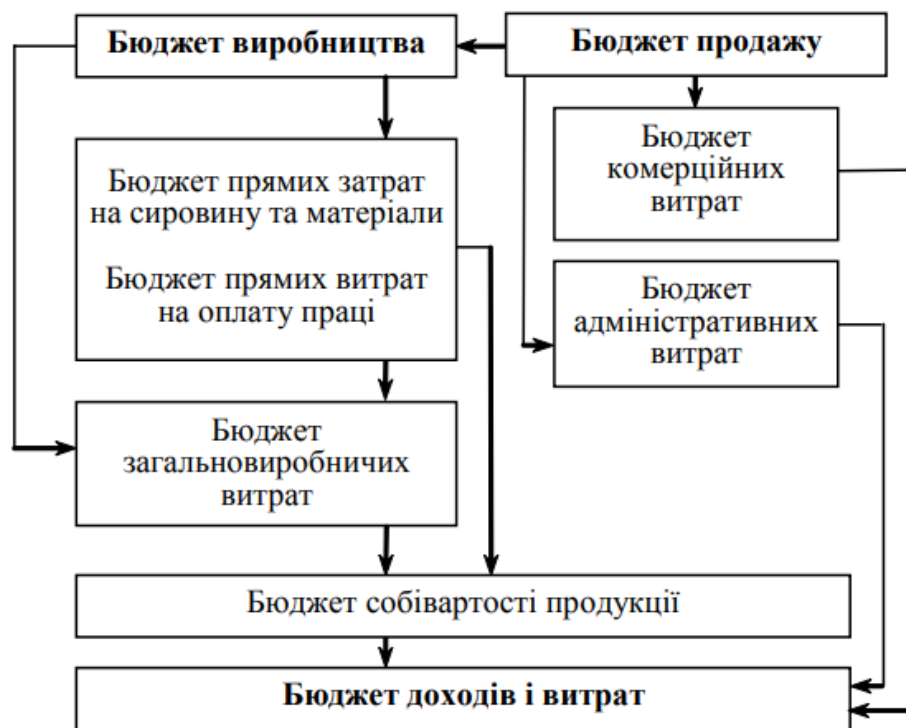 Бюджет виробництва
Бюджет продажу
Бюджет прямих затрат
на сировину та матеріали
Бюджет прямих витрат
на оплату праці
Бюджет
комерційних
витрат
Бюджет
адміністративних
витрат
Бюджет
загальновиробничих
витрат
Бюджет собівартості продукції
Бюджет доходів і витрат